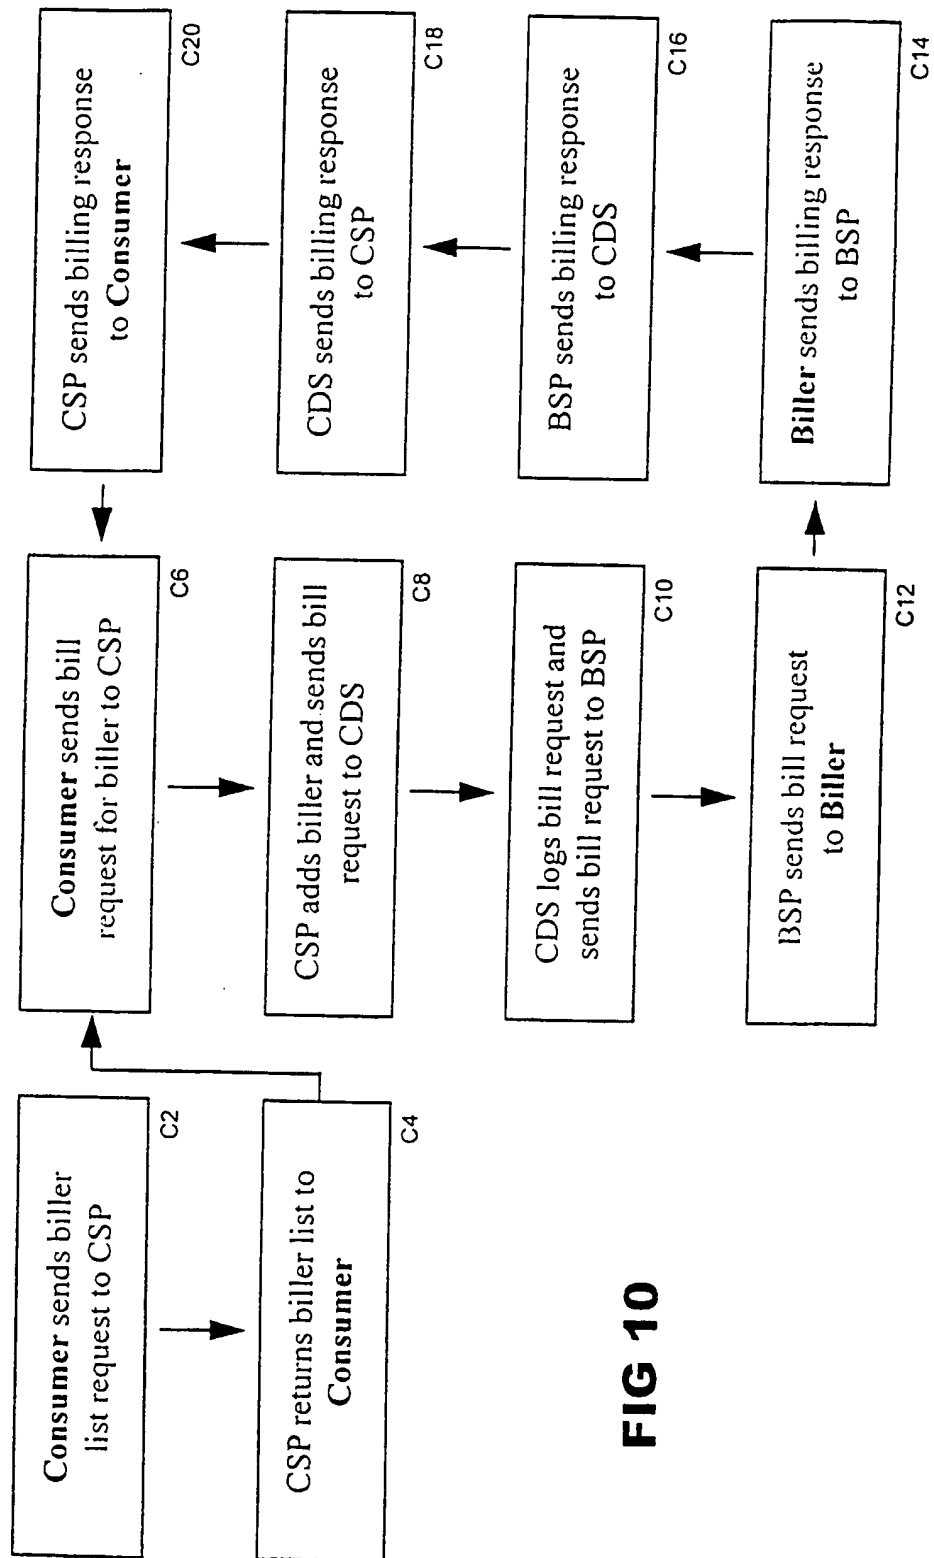 Consumer sends biller
list request to CSP
C2
CSP returns biller list to
Consumer
C4
Consumer sends bill
request for biller to CSP
C6
CSP adds biller and sends bill
request to CDS
C8
CDS logs bill request and
sends bill request to BSP
C10
BSP sends bill request
to Biller
C12
Biller sends billing response
to BSP
C14
BSP sends billing response
to CDS
C16
CDS sends billing response
to CSP
C18
CSP sends billing response
to Consumer
C20
FIG 10